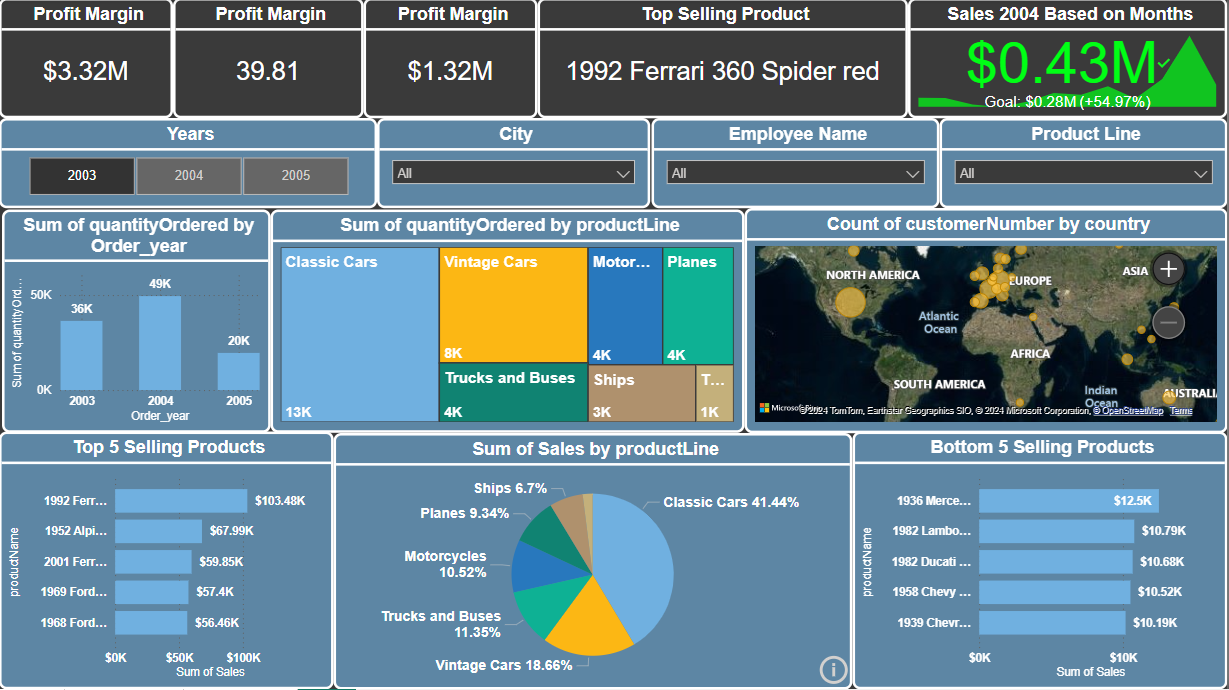 Profit Margin
Profit Margin
Profit Margin
Top Selling Product
Sales 2004 Based on Months
$3.32M
39.81
$1.32M
1992 Ferrari 360 Spider red
$0.43M
Goal: $0.28M (+54.97%)
Years
City
Employee Name
Product Line
2003
2004
2005
All
All
All
Sum of quantityOrdered by
Order_year
Sum of quantityOrdered by productLine
Count of customerNumber by country
Sum of quantityOrd...
50K
0K
36K
49K
20K
2003
2004
2005
Order_year
Classic Cars
13K
Vintage Cars
8K
Motor...
4K
Planes
4K
Trucks and Buses
4K
Ships
3K
T...
1K
NORTH AMERICA
EUROPE
ASIA
Atlantic
Ocean
AFRICA
SOUTH AMERICA
Indian
Ocean
AUSTRALI
© 2024 TomTom, Earthstar Geographics SIO, © 2024 Microsoft Corporation, © OpenStreetMap Terms
Top 5 Selling Products
Sum of Sales by productLine
Bottom 5 Selling Products
productName
1992 Ferr...
$103.48K
1952 Alpi...
$67.99K
2001 Ferr...
$59.85K
1969 Ford...
$57.4K
1968 Ford...
$56.46K
$0K
$50K
$100K
Sum of Sales
Ships 6.7%
Planes 9.34%
Motorcycles
10.52%
Trucks and Buses
11.35%
Vintage Cars 18.66%
Classic Cars 41.44%
productName
1936 Merce...
$12.5K
1982 Lambo...
$10.79K
1982 Ducati ...
$10.68K
1958 Chevy ...
$10.52K
1939 Chevr...
$10.19K
$0K
$10K
Sum of Sales